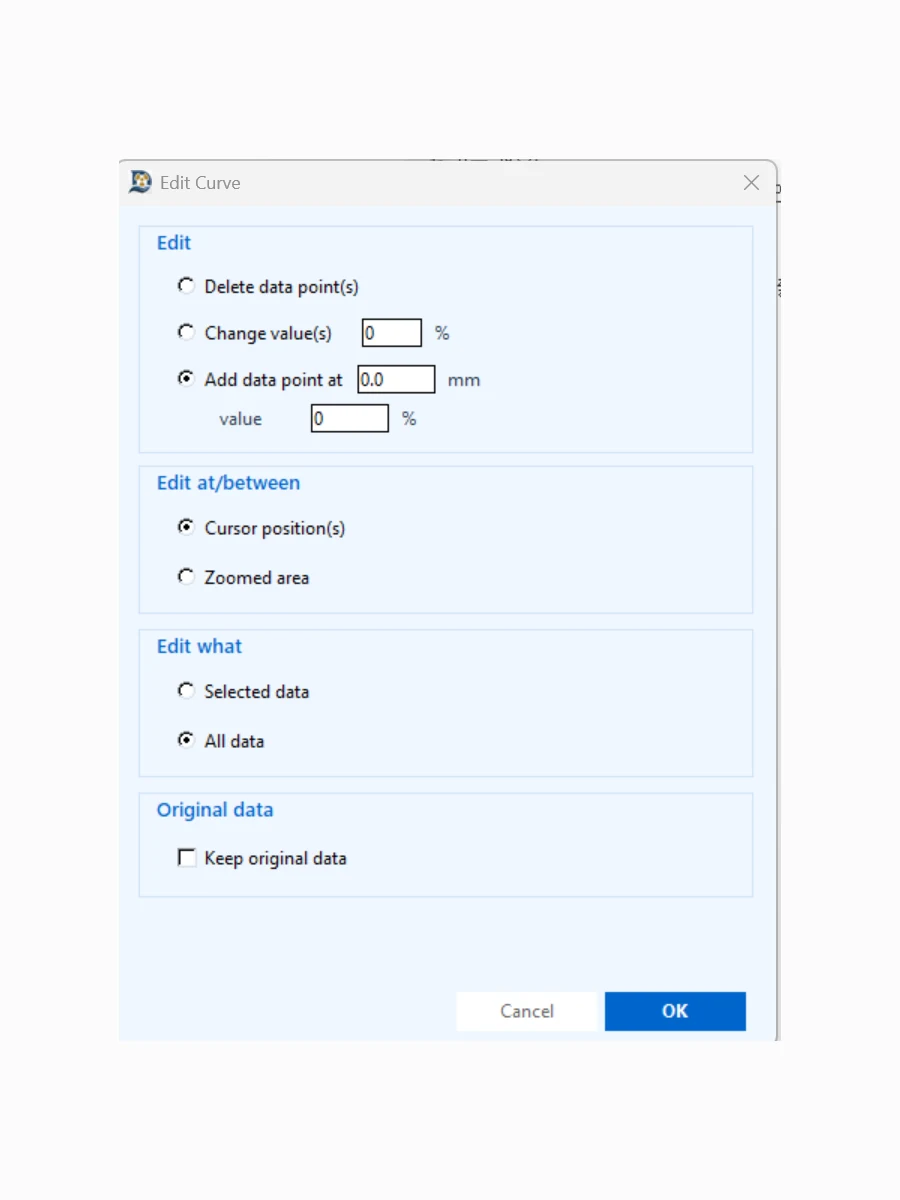 Edit Curve
Edit
Delete data point(s)
Change value(s) 0 %
Add data point at 0.0 mm
value 0 %
Edit at/between
Cursor position(s)
Zoomed area
Edit what
Selected data
All data
Original data
Keep original data
Cancel OK